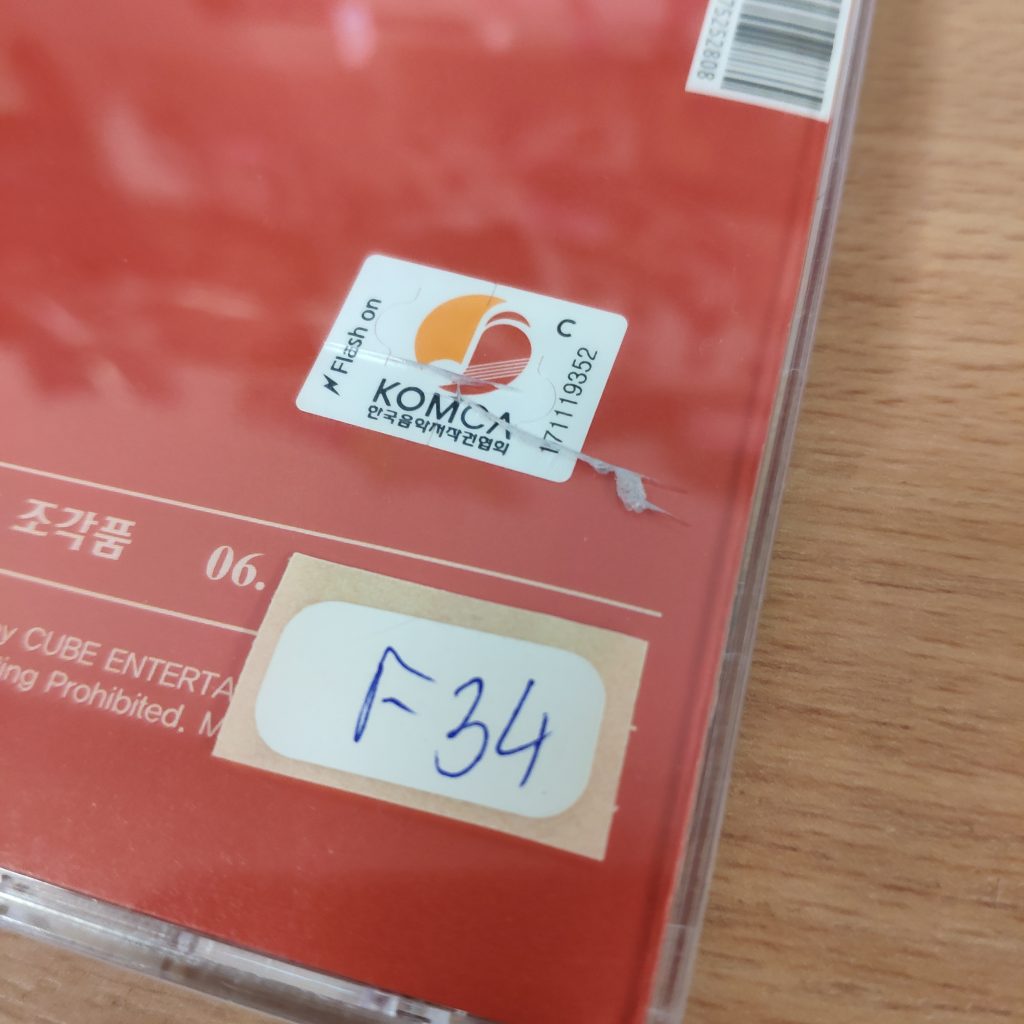 75252808
Flash on
C
171119352
KOMCA
한국음악저작권협회
조각품 06.
by CUBE ENTERTA
ing Prohibited. M
F34